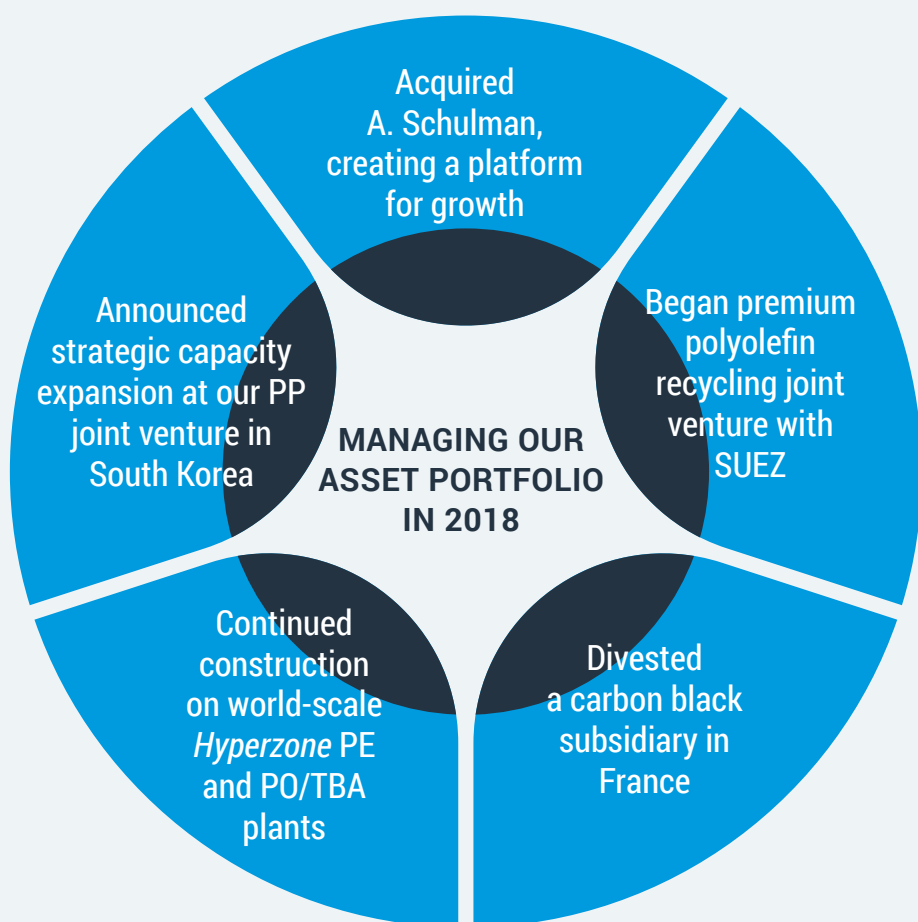 Acquired
A. Schulman,
creating a platform
for growth
Began premium
polyolefin
recycling joint
venture with
SUEZ
Divested
a carbon black
subsidiary in
France
Continued
construction
on world-scale
Hyperzone PE
and PO/TBA
plants
Announced
strategic capacity
expansion at our PP
joint venture in
South Korea
MANAGING OUR
ASSET PORTFOLIO
IN 2018